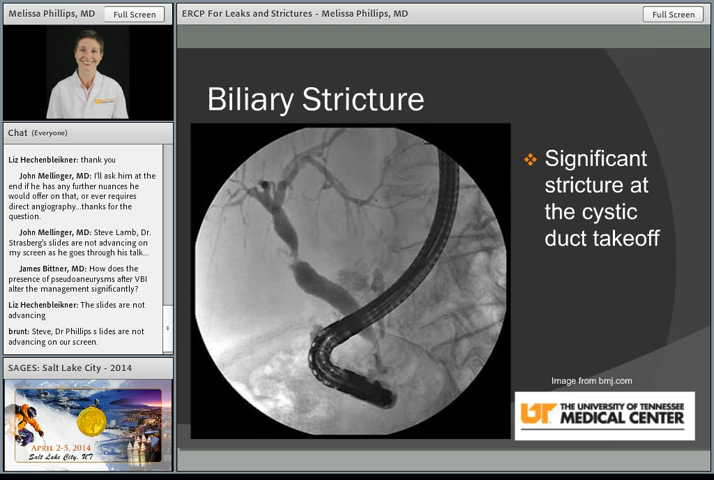 Melissa Phillips, MD
Full Screen
ERCP For Leaks and Strictures - Melissa Phillips, MD
Full Screen
Chat (Everyone)
Liz Hechenbleikner: thank you
John Mellinger, MD: I'll ask him at the
end if he has any further nuances he
would offer on that, or ever requires
direct angiography...thanks for the
question.
John Mellinger, MD: Steve Lamb, Dr.
Strasberg's slides are not advancing on
my screen as he goes through his talk...
James Bittner, MD: How does the
presence of pseudoaneurysms after VBI
alter the management significantly?
Liz Hechenbleikner: The slides are not
advancing
brunt: Steve, Dr Phillips s lides are not
advancing on our screen.
SAGES: Salt Lake City - 2014
APRIL 2-5, 2014
Salt Lake City, UT
Biliary Stricture
Significant
stricture at
the cystic
duct takeoff
Image from bmj.com
UT THE UNIVERSITY OF TENNESSEE
MEDICAL CENTER